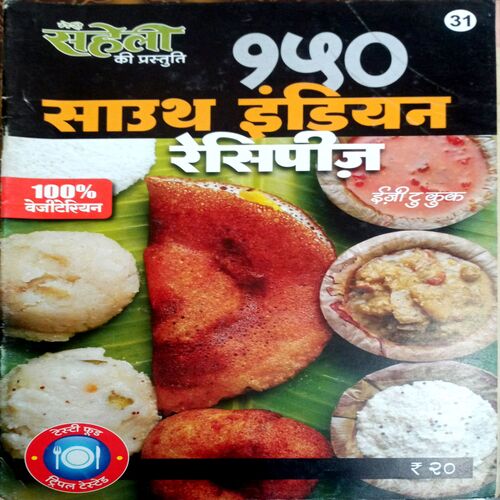 मेरी
सहेली
की प्रस्तुति
31
१५०
साउथ इंडियन
रेसिपीज़
100%
वेजीटेरियन
ईज़ी टु कुक
टेस्टी फूड
ट्रिपल टेस्टेड
₹ २०